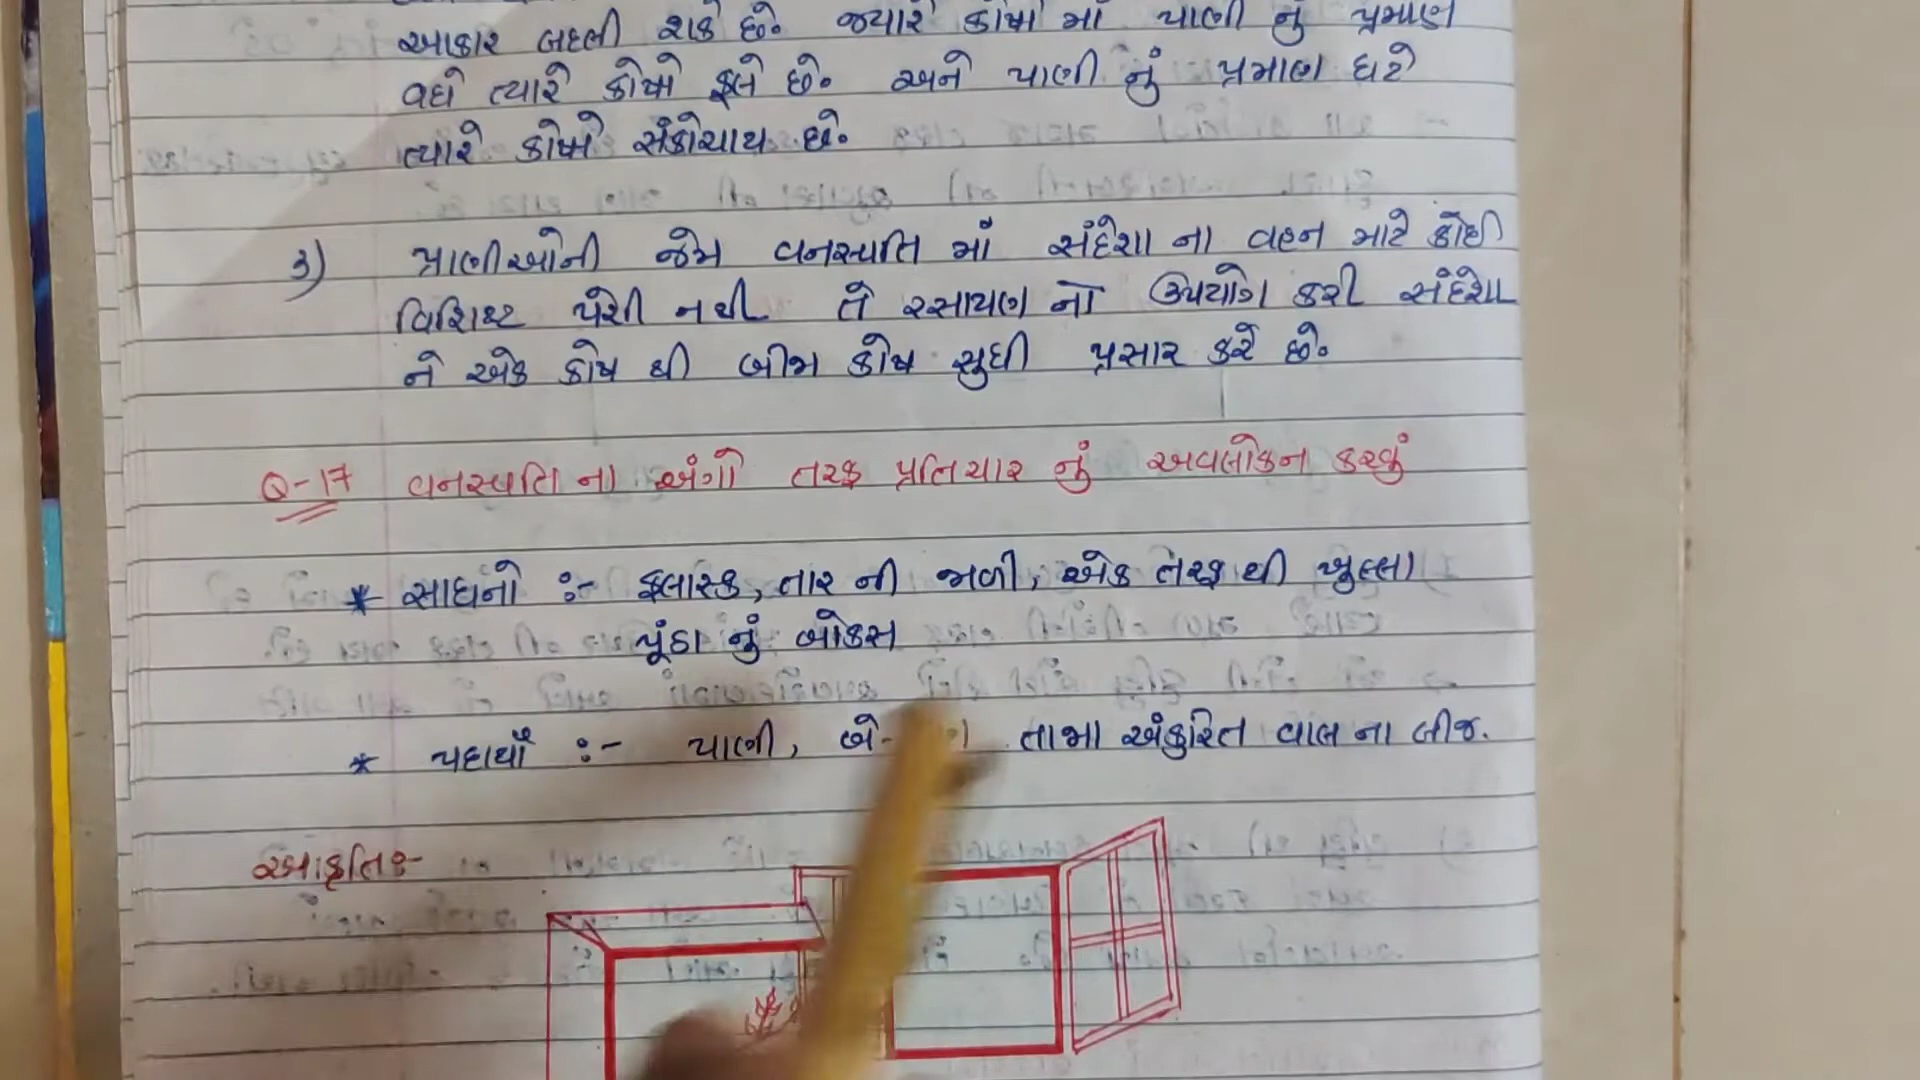 આકાર બદલી શકે છે. જ્યારે કોષો માં પાણી નું પ્રમાણ
વધે ત્યારે કોષો ફુલે છે. અને પાણી નું પ્રમાણ ઘટે
ત્યારે કોષો સંકોચાય છે.
3) પ્રાણીઓની જેમ વનસ્પતિ માઁ સંદેશા ના વહન માટે કોઈ
વિશિષ્ટ પેશી નથી તે રસાયણ નો ઉપયોગ કરી સંદેશા
ને એક કોષ થી બીજા કોષ સુધી પ્રસાર કરે છે.
Q-17 વનસ્પતિ ના અંગો તરફ પ્રતિચાર નું અવલોકન કરવું
* સાધનો :- ફ્લાસ્ક, તાર ની જાળી, એક તરફ થી ખુલ્લા
પૂંઠા નું બોક્સ
* પદાર્થો :- પાણી, બે- તાજા અંકુરિત વાલ ના બીજ.
આકૃતિ:-